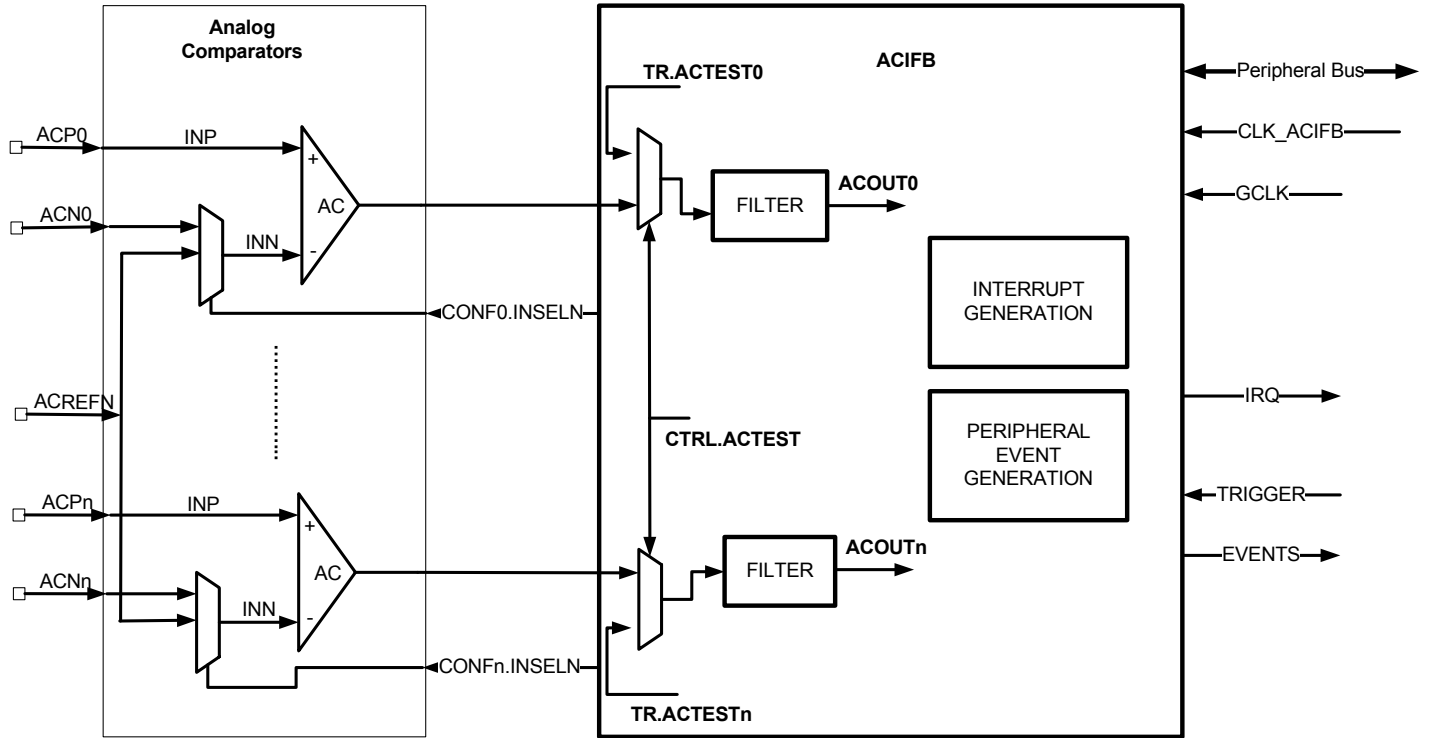 Analog
Comparators
ACIFB
TR.ACTEST0
Peripheral Bus
ACP0
INP
+
CLK_ACIFB
AC
ACOUT0
GCLK
FILTER
ACN0
INN
-
INTERRUPT
GENERATION
CONF0.INSELN
IRQ
ACREFN
CTRL.ACTEST
PERIPHERAL
EVENT
GENERATION
TRIGGER
ACPn
INP
+
ACOUTn
EVENTS
AC
FILTER
ACNn
INN
-
CONFn.INSELN
TR.ACTESTn